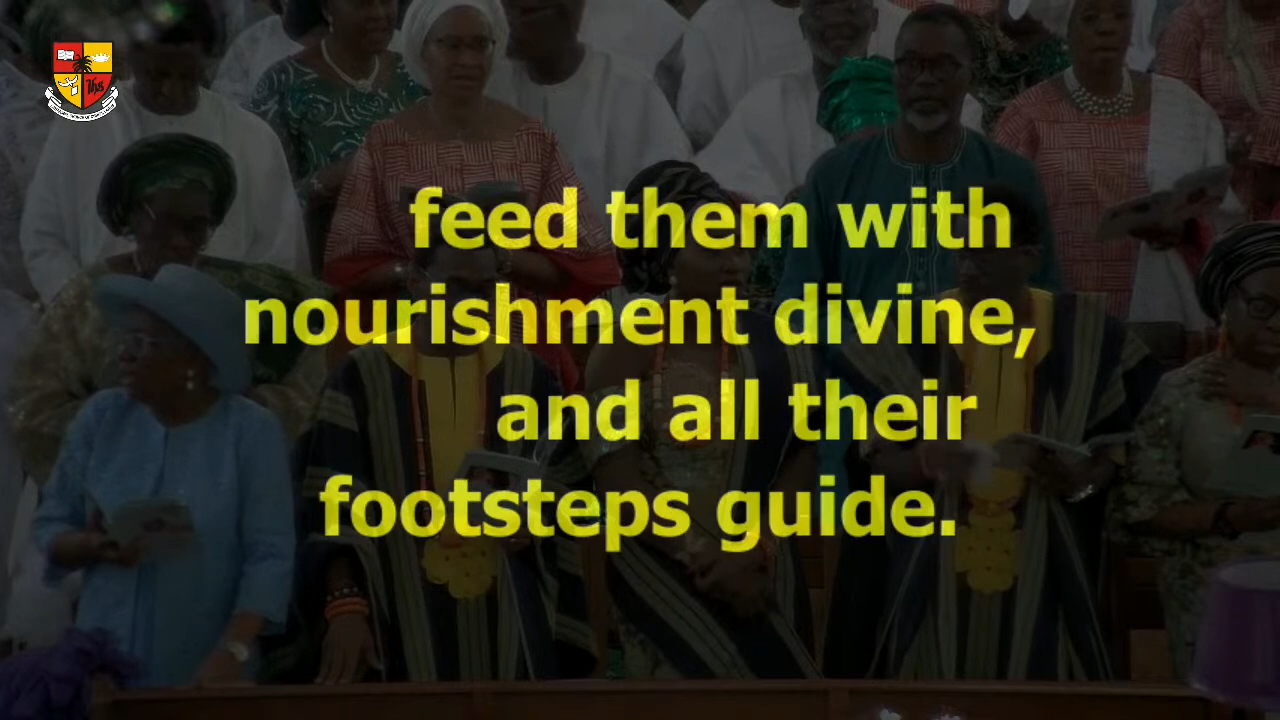 feed them with
nourishment divine,
and all their
footsteps guide.